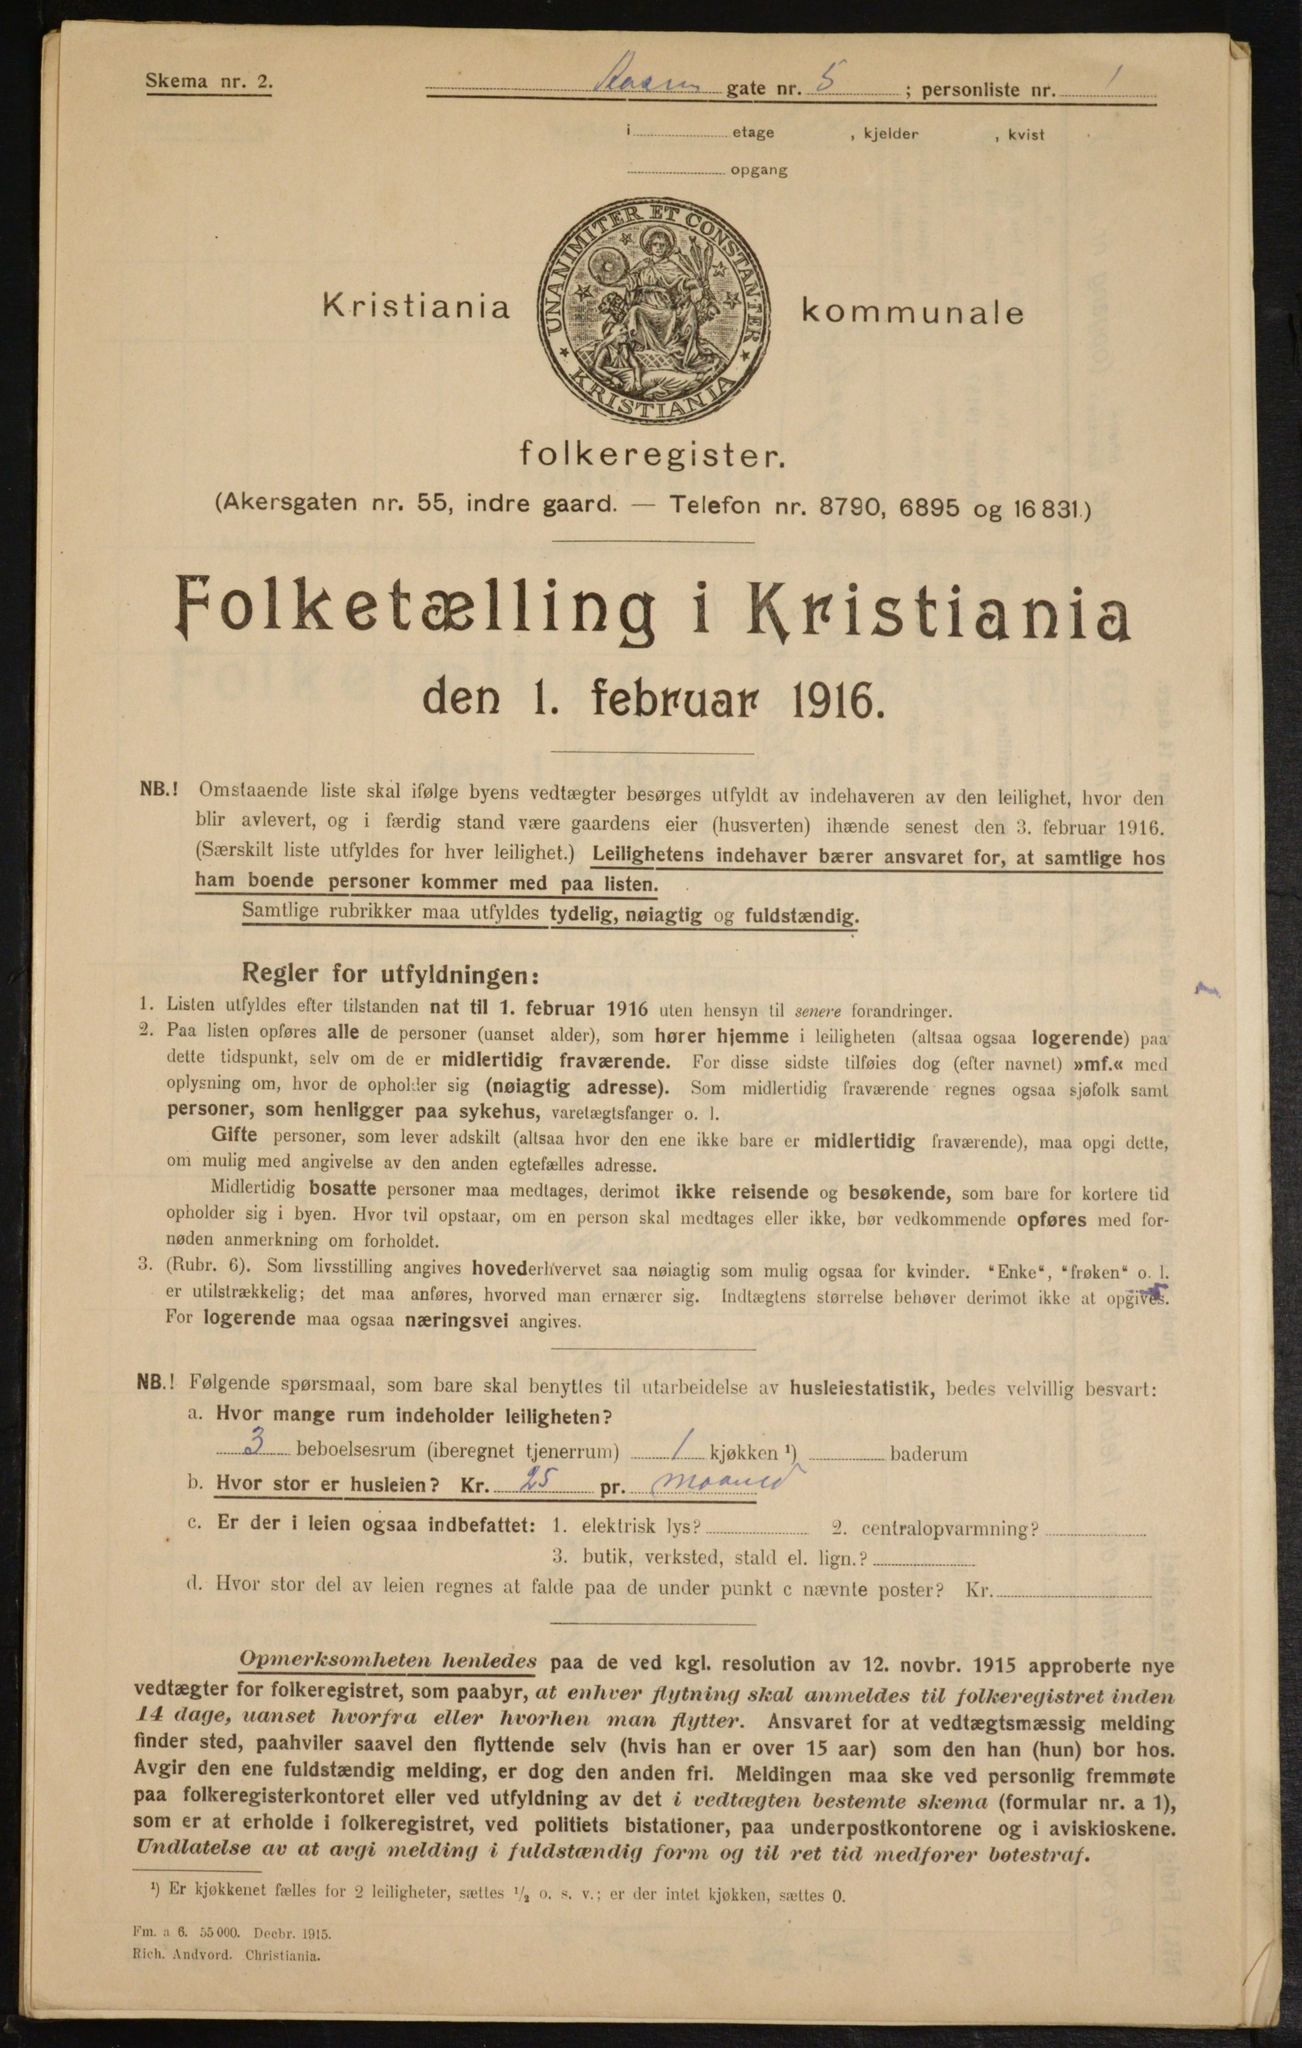 Skema nr. 2.
gate nr. 5 ; personliste nr. 1
i etage , kjelder , kvist
opgang
UNANIMITER ET CONSTANTER
KRISTIANIA
Kristiania kommunale
folkeregister.
(Akersgaten nr. 55, indre gaard. — Telefon nr. 8790, 6895 og 16 831.)
Folketælling i Kristiania
den 1. februar 1916.
NB.! Omstaaende liste skal ifølge byens vedtægter besørges utfyldt av indehaveren av den leilighet, hvor den
blir avlevert, og i færdig stand være gaardens eier (husverten) ihænde senest den 3. februar 1916.
(Særskilt liste utfyldes for hver leilighet.) Leilighetens indehaver bærer ansvaret for, at samtlige hos
ham boende personer kommer med paa listen.
Samtlige rubrikker maa utfyldes tydelig, nøiagtig og fuldstændig.
Regler for utfyldningen:
1. Listen utfyldes efter tilstanden nat til 1. februar 1916 uten hensyn til senere forandringer.
2. Paa listen opføres alle de personer (uanset alder), som hører hjemme i leiligheten (altsaa ogsaa logerende) paa
dette tidspunkt, selv om de er midlertidig fraværende. For disse sidste tilføies dog (efter navnet) »mf.« med
oplysning om, hvor de opholder sig (nøiagtig adresse). Som midlertidig fraværende regnes ogsaa sjøfolk samt
personer, som henligger paa sykehus, varetægtsfanger o. l.
Gifte personer, som lever adskilt (altsaa hvor den ene ikke bare er midlertidig fraværende), maa opgi dette,
om mulig med angivelse av den anden egtefælles adresse.
Midlertidig bosatte personer maa medtages, derimot ikke reisende og besøkende, som bare for kortere tid
opholder sig i byen. Hvor tvil opstaar, om en person skal medtages eller ikke, bør vedkommende opføres med for-
nøden anmerkning om forholdet.
3. (Rubr. 6). Som livsstilling angives hovederhvervet saa nøiagtig som mulig ogsaa for kvinder. "Enke", "frøken" o. l.
er utilstrækkelig; det maa anføres, hvorved man ernærer sig. Indtægtens størrelse behøver derimot ikke at opgives.
For logerende maa ogsaa næringsvei angives.
NB.! Følgende spørsmaal, som bare skal benyttes til utarbeidelse av husleiestatistik, bedes velvillig besvart:
a. Hvor mange rum indeholder leiligheten?
3 beboelsesrum (iberegnet tjenerrum) 1 kjøkken ¹) baderum
b. Hvor stor er husleien? Kr. 25 pr. maaned
c. Er der i leien ogsaa indbefattet: 1. elektrisk lys? 2. centralopvarmning?
3. butik, verksted, stald el. lign.?
d. Hvor stor del av leien regnes at falde paa de under punkt c nævnte poster? Kr.
Opmerksomheten henledes paa de ved kgl. resolution av 12. novbr. 1915 approberte nye
vedtægter for folkeregistret, som paabyr, at enhver flytning skal anmeldes til folkeregistret inden
14 dage, uanset hvorfra eller hvorhen man flytter. Ansvaret for at vedtægtsmæssig melding
finder sted, paahviler saavel den flyttende selv (hvis han er over 15 aar) som den han (hun) bor hos.
Avgir den ene fuldstændig melding, er dog den anden fri. Meldingen maa ske ved personlig fremmøte
paa folkeregisterkontoret eller ved utfyldning av det i vedtægten bestemte skema (formular nr. a 1),
som er at erholde i folkeregistret, ved politiets bistationer, paa underpostkontorene og i aviskioskene.
Undlatelse av at avgi melding i fuldstændig form og til ret tid medfører bøtestraf.
¹) Er kjøkkenet fælles for 2 leiligheter, sættes ½ o. s. v.; er der intet kjøkken, sættes 0.
Fm. a 6. 55 000. Decbr. 1915.
Rich. Andvord. Christiania.